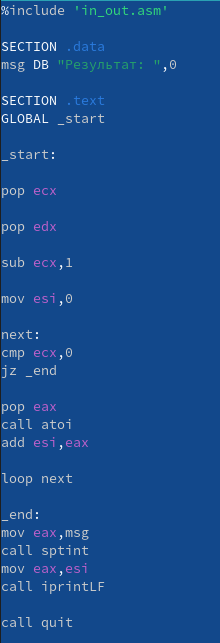 %include 'in_out.asm'
SECTION .data
msg DB "Результат: ",0
SECTION .text
GLOBAL _start
_start:
pop ecx
pop edx
sub ecx,1
mov esi,0
next:
cmp ecx,0
jz _end
pop eax
call atoi
add esi,eax
loop next
_end:
mov eax,msg
call sptint
mov eax,esi
call iprintLF
call quit